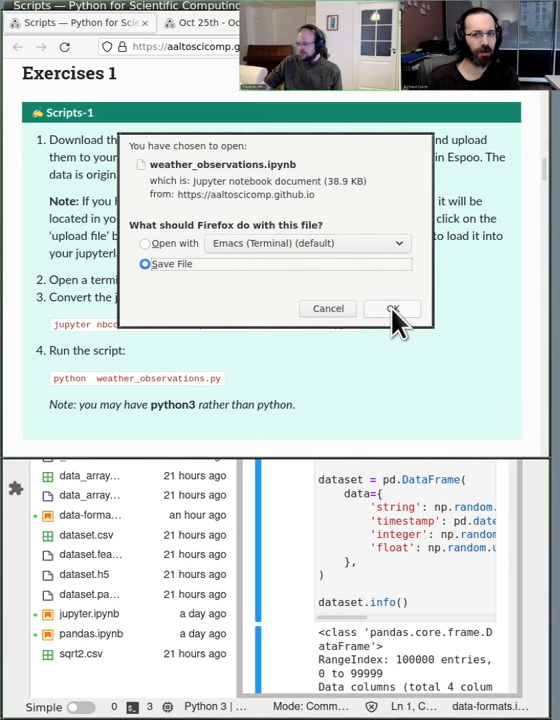 Scripts — Python for Scientific Computing
Scripts — Python for Scie
Oct 25th - Oc
https://aaltoscicomp.g
Exercises 1
Scripts-1
1. Download th
nd upload
them to your
in Espoo. The
data is origin
Note: If you h
it will be
located in yo
click on the
'upload file' b
to load it into
your jupyterl
2. Open a termi
3. Convert the j
jupyter nbco
4. Run the script:
python weather_observations.py
Note: you may have python3 rather than python.
You have chosen to open:
weather_observations.ipynb
which is: Jupyter notebook document (38.9 KB)
from: https://aaltoscicomp.github.io
What should Firefox do with this file?
Open with
Emacs (Terminal) (default)
Save File
Cancel
OK
data_array...
21 hours ago
data_array...
21 hours ago
data-forma...
an hour ago
dataset.csv
21 hours ago
dataset.fea...
21 hours ago
dataset.h5
21 hours ago
dataset.pa...
21 hours ago
jupyter.ipynb
a day ago
pandas.ipynb
a day ago
sqrt2.csv
21 hours ago
dataset = pd.DataFrame(
data={
'string': np.random.
'timestamp': pd.date
'integer': np.random
'float': np.random.u
},
)
dataset.info()
<class 'pandas.core.frame.D
ataFrame'>
RangeIndex: 100000 entries,
0 to 99999
Data columns (total 4 colum
Simple
0
3
Python 3 | ...
Mode: Comm...
Ln 1, C...
data-formats.i...